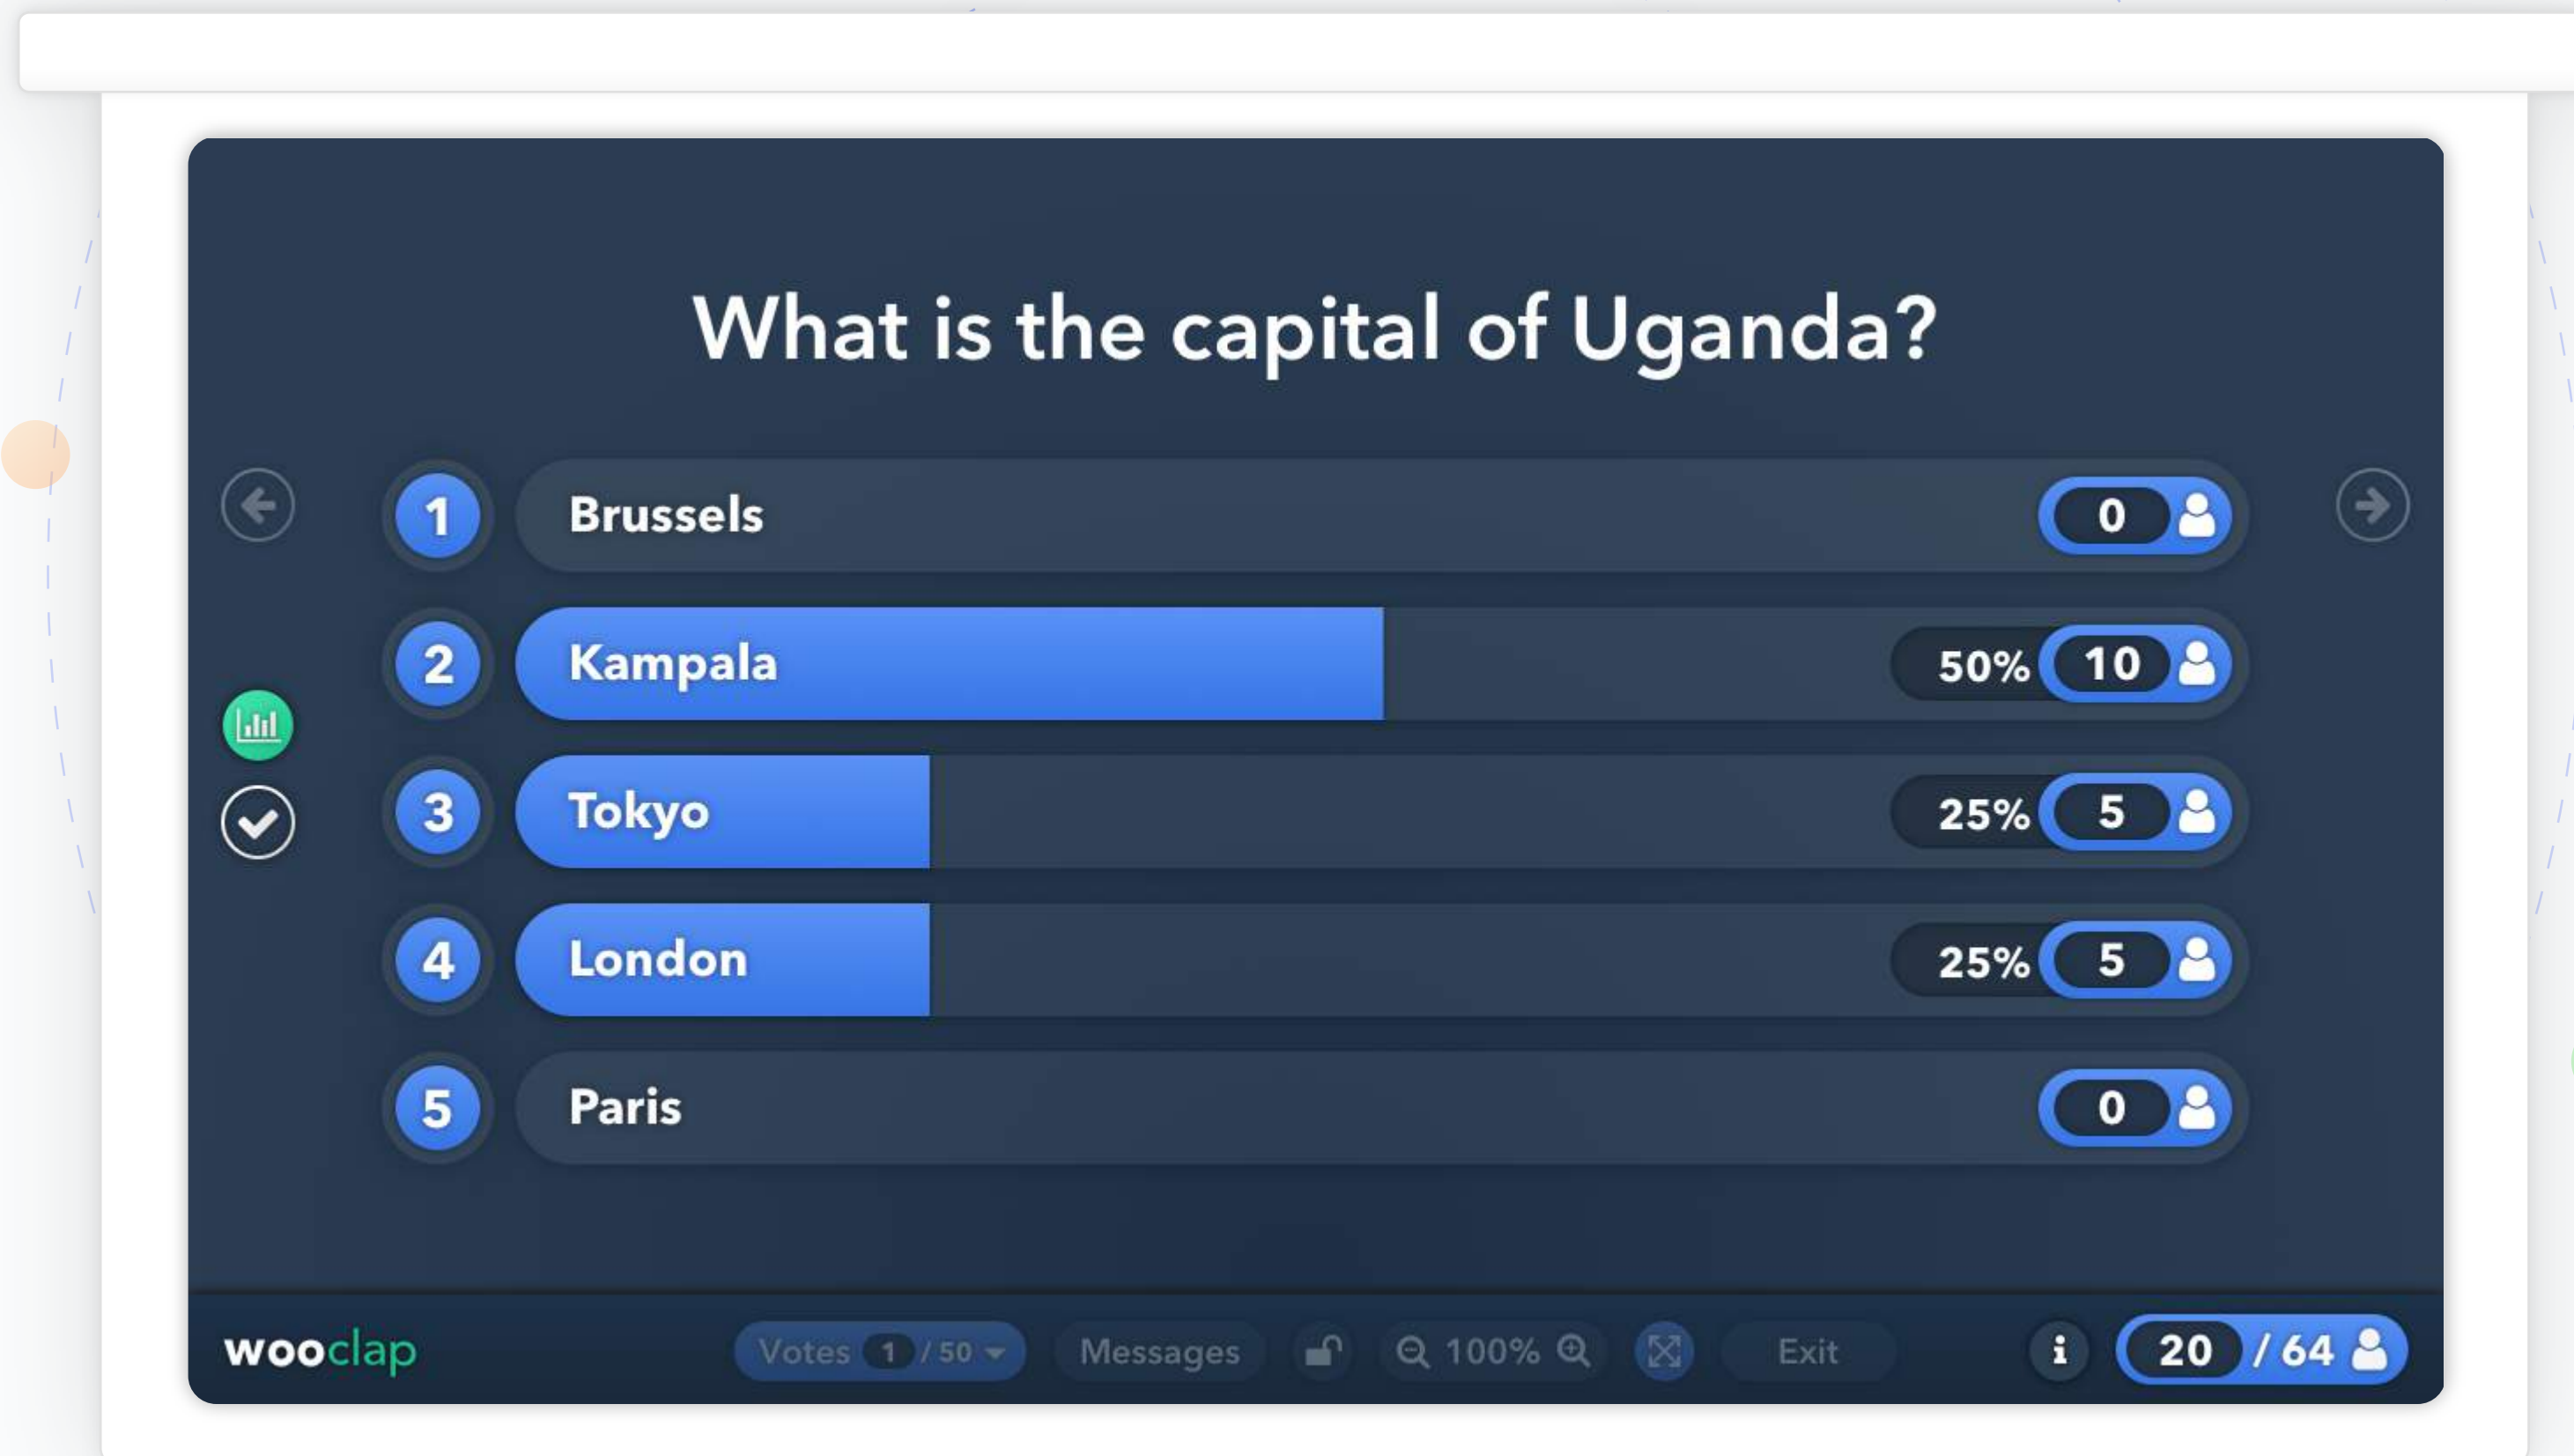 What is the capital of Uganda?
1 Brussels 0
2 Kampala 50% 10
3 Tokyo 25% 5
4 London 25% 5
5 Paris 0
wooclap Votes 1 / 50 Messages 100% Exit i 20 / 64